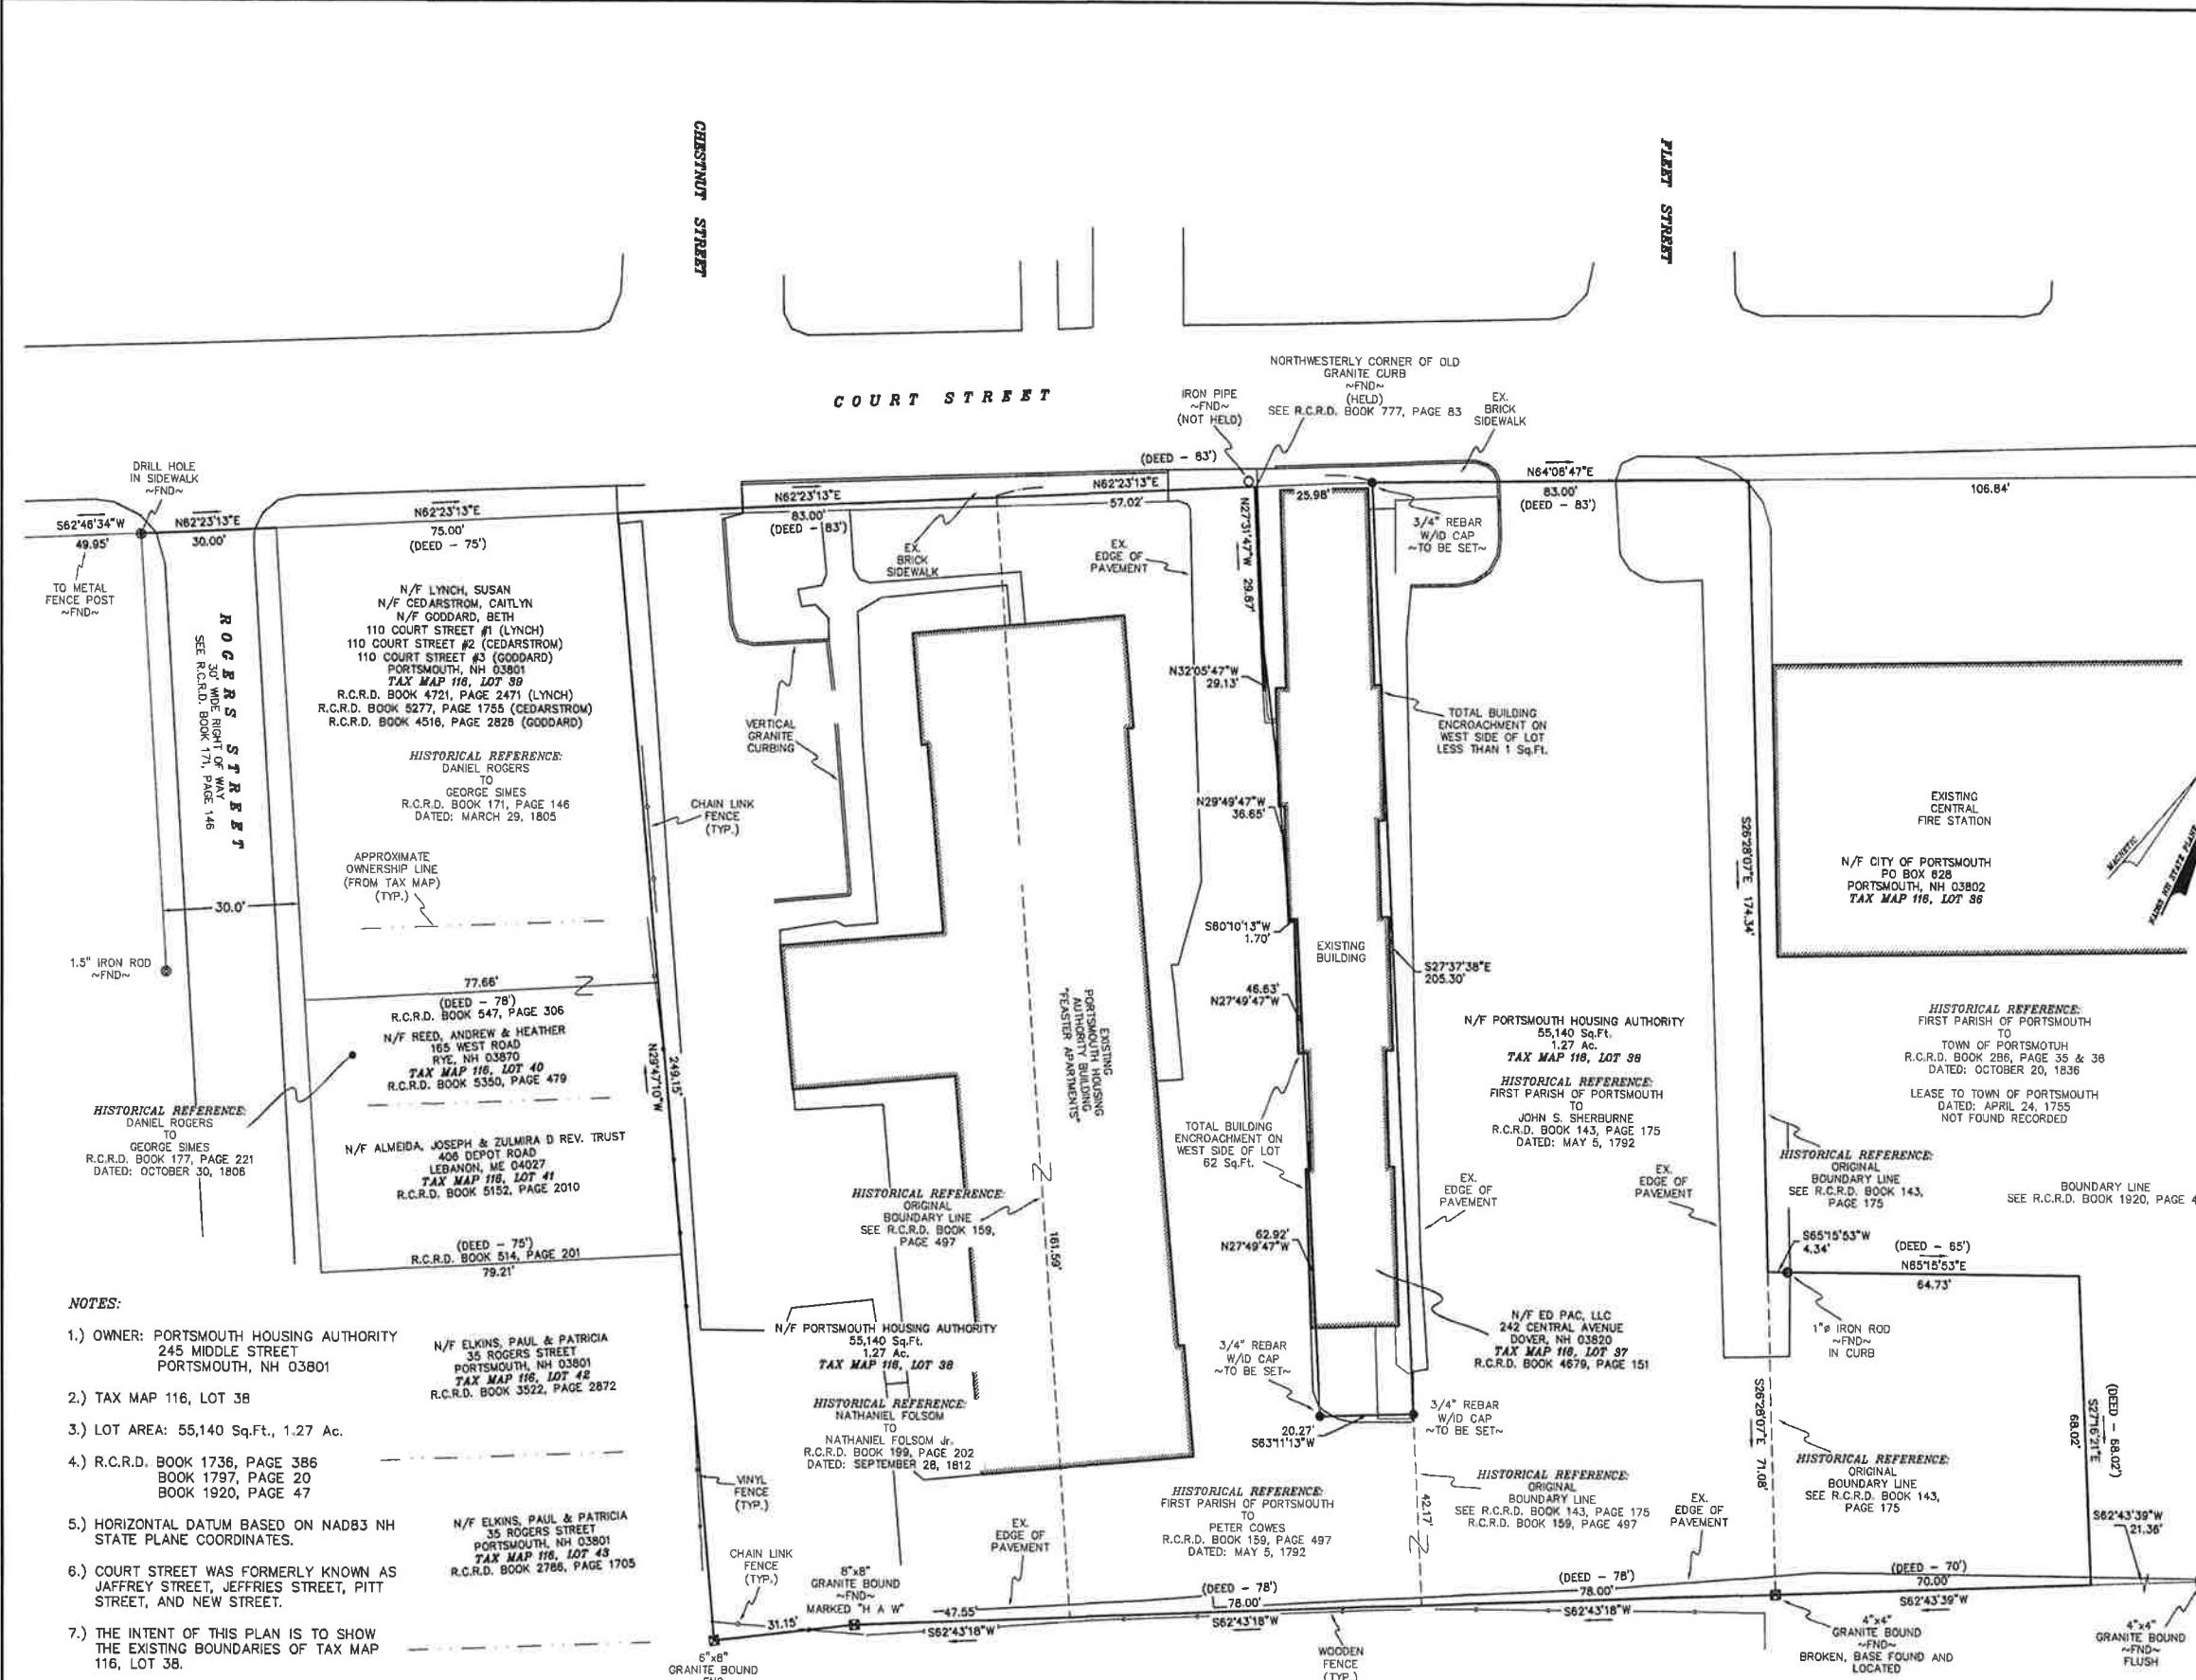 CHESTNUT STREET
FLEET STREET
COURT STREET
NORTHWESTERLY CORNER OF OLD
GRANITE CURB
~FND~
(HELD)
SEE R.C.R.D. BOOK 777, PAGE 83
IRON PIPE
~FND~
(NOT HELD)
EX.
BRICK
SIDEWALK
DRILL HOLE
IN SIDEWALK
~FND~
S62°46'34"W
49.95'
TO METAL
FENCE POST
~FND~
N62°23'13"E
30.00'
N62°23'13"E
75.00'
(DEED - 75')
N62°23'13"E
83.00'
(DEED - 83')
EX.
BRICK
SIDEWALK
(DEED - 83')
N62°23'13"E
57.02'
EX.
EDGE OF
PAVEMENT
N27°31'47"W 29.67'
25.98'
3/4" REBAR
W/ID CAP
~TO BE SET~
N64°08'47"E
83.00'
(DEED - 83')
106.84'
ROGERS STREET
30' WIDE RIGHT OF WAY
SEE R.C.R.D. BOOK 171, PAGE 146
N/F LYNCH, SUSAN
N/F CEDARSTROM, CAITLYN
N/F GODDARD, BETH
110 COURT STREET #1 (LYNCH)
110 COURT STREET #2 (CEDARSTROM)
110 COURT STREET #3 (GODDARD)
PORTSMOUTH, NH 03801
TAX MAP 116, LOT 39
R.C.R.D. BOOK 4721, PAGE 2471 (LYNCH)
R.C.R.D. BOOK 5277, PAGE 1755 (CEDARSTROM)
R.C.R.D. BOOK 4516, PAGE 2828 (GODDARD)
HISTORICAL REFERENCE:
DANIEL ROGERS
TO
GEORGE SIMES
R.C.R.D. BOOK 171, PAGE 146
DATED: MARCH 29, 1805
APPROXIMATE
OWNERSHIP LINE
(FROM TAX MAP)
(TYP.)
VERTICAL
GRANITE
CURBING
CHAIN LINK
FENCE
(TYP.)
N32°05'47"W
29.13'
N29°49'47"W
36.65'
S60°10'13"W
1.70'
46.63'
N27°49'47"W
EXISTING
BUILDING
TOTAL BUILDING
ENCROACHMENT ON
WEST SIDE OF LOT
LESS THAN 1 Sq.Ft.
S27°37'38"E
205.30'
S26°28'07"E 174.34'
EXISTING
CENTRAL
FIRE STATION
N/F CITY OF PORTSMOUTH
PO BOX 628
PORTSMOUTH, NH 03802
TAX MAP 116, LOT 36
MAGNETIC
30.0'
1.5" IRON ROD
~FND~
77.66'
(DEED - 78')
R.C.R.D. BOOK 547, PAGE 306
N/F REED, ANDREW & HEATHER
165 WEST ROAD
RYE, NH 03870
TAX MAP 116, LOT 40
R.C.R.D. BOOK 5350, PAGE 479
HISTORICAL REFERENCE:
DANIEL ROGERS
TO
GEORGE SIMES
R.C.R.D. BOOK 177, PAGE 221
DATED: OCTOBER 30, 1806
N/F ALMEIDA, JOSEPH & ZULMIRA D REV. TRUST
406 DEPOT ROAD
LEBANON, ME 04027
TAX MAP 116, LOT 41
R.C.R.D. BOOK 5152, PAGE 2010
(DEED - 75')
R.C.R.D. BOOK 514, PAGE 201
79.21'
N29°47'10"W
249.15'
EXISTING
PORTSMOUTH HOUSING
AUTHORITY BUILDING
"FEASTER APARTMENTS"
HISTORICAL REFERENCE:
ORIGINAL
BOUNDARY LINE
SEE R.C.R.D. BOOK 159,
PAGE 497
161.59'
TOTAL BUILDING
ENCROACHMENT ON
WEST SIDE OF LOT
62 Sq.Ft.
62.92'
N27°49'47"W
N/F PORTSMOUTH HOUSING AUTHORITY
55,140 Sq.Ft.
1.27 Ac.
TAX MAP 116, LOT 38
HISTORICAL REFERENCE:
FIRST PARISH OF PORTSMOUTH
TO
JOHN S. SHERBURNE
R.C.R.D. BOOK 143, PAGE 175
DATED: MAY 5, 1792
EX.
EDGE OF
PAVEMENT
EX.
EDGE OF
PAVEMENT
HISTORICAL REFERENCE:
FIRST PARISH OF PORTSMOUTH
TO
TOWN OF PORTSMOTUH
R.C.R.D. BOOK 286, PAGE 35 & 36
DATED: OCTOBER 20, 1836
LEASE TO TOWN OF PORTSMOUTH
DATED: APRIL 24, 1755
NOT FOUND RECORDED
HISTORICAL REFERENCE:
ORIGINAL
BOUNDARY LINE
SEE R.C.R.D. BOOK 143,
PAGE 175
BOUNDARY LINE
SEE R.C.R.D. BOOK 1920, PAGE 4
S65°15'53"W
4.34'
(DEED - 65')
N65°15'53"E
64.73'
1"ø IRON ROD
~FND~
IN CURB
N/F ED PAC, LLC
242 CENTRAL AVENUE
DOVER, NH 03820
TAX MAP 116, LOT 37
R.C.R.D. BOOK 4679, PAGE 151
3/4" REBAR
W/ID CAP
~TO BE SET~
20.27'
S63°11'13"W
3/4" REBAR
W/ID CAP
~TO BE SET~
NOTES:
1.) OWNER: PORTSMOUTH HOUSING AUTHORITY
245 MIDDLE STREET
PORTSMOUTH, NH 03801
2.) TAX MAP 116, LOT 38
3.) LOT AREA: 55,140 Sq.Ft., 1.27 Ac.
4.) R.C.R.D. BOOK 1736, PAGE 386
BOOK 1797, PAGE 20
BOOK 1920, PAGE 47
5.) HORIZONTAL DATUM BASED ON NAD83 NH
STATE PLANE COORDINATES.
6.) COURT STREET WAS FORMERLY KNOWN AS
JAFFREY STREET, JEFFRIES STREET, PITT
STREET, AND NEW STREET.
7.) THE INTENT OF THIS PLAN IS TO SHOW
THE EXISTING BOUNDARIES OF TAX MAP
116, LOT 38.
N/F ELKINS, PAUL & PATRICIA
35 ROGERS STREET
PORTSMOUTH, NH 03801
TAX MAP 116, LOT 42
R.C.R.D. BOOK 3522, PAGE 2872
N/F ELKINS, PAUL & PATRICIA
35 ROGERS STREET
PORTSMOUTH, NH 03801
TAX MAP 116, LOT 43
R.C.R.D. BOOK 2786, PAGE 1705
N/F PORTSMOUTH HOUSING AUTHORITY
55,140 Sq.Ft.
1.27 Ac.
TAX MAP 116, LOT 38
HISTORICAL REFERENCE:
NATHANIEL FOLSOM
TO
NATHANIEL FOLSOM Jr.
R.C.R.D. BOOK 199, PAGE 202
DATED: SEPTEMBER 28, 1812
VINYL
FENCE
(TYP.)
CHAIN LINK
FENCE
(TYP.)
8"x8"
GRANITE BOUND
~FND~
MARKED "H A W"
EX.
EDGE OF
PAVEMENT
HISTORICAL REFERENCE:
FIRST PARISH OF PORTSMOUTH
TO
PETER COWES
R.C.R.D. BOOK 159, PAGE 497
DATED: MAY 5, 1792
42.17'
HISTORICAL REFERENCE:
ORIGINAL
BOUNDARY LINE
SEE R.C.R.D. BOOK 143, PAGE 175
R.C.R.D. BOOK 159, PAGE 497
EX.
EDGE OF
PAVEMENT
S26°28'07"E 71.08'
HISTORICAL REFERENCE:
ORIGINAL
BOUNDARY LINE
SEE R.C.R.D. BOOK 143,
PAGE 175
(DEED - 68.02')
S27°16'21"E
68.02'
S62°43'39"W
21.36'
31.15'
47.55'
S62°43'18"W
(DEED - 78')
78.00'
S62°43'18"W
(DEED - 78')
78.00'
S62°43'18"W
(DEED - 70')
70.00'
S62°43'39"W
6"x6"
GRANITE BOUND
WOODEN
FENCE
(TYP.)
4"x4"
GRANITE BOUND
~FND~
BROKEN, BASE FOUND AND
LOCATED
4"x4"
GRANITE BOUND
~FND~
FLUSH